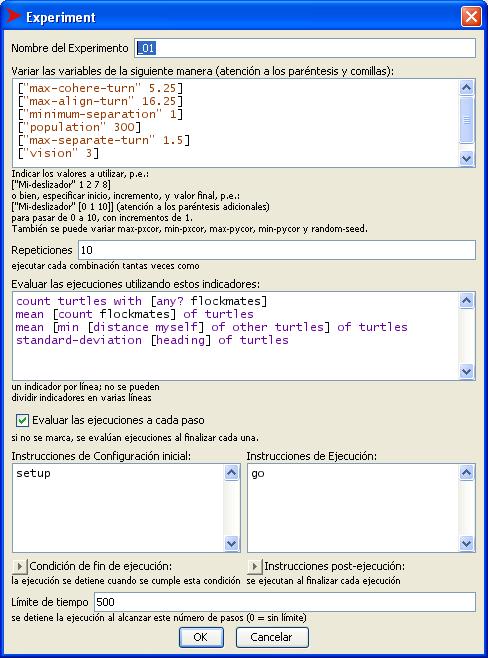 Experiment
Nombre del Experimento _01
Variar las variables de la siguiente manera (atención a los paréntesis y comillas):
["max-cohere-turn" 5.25]
["max-align-turn" 16.25]
["minimum-separation" 1]
["population" 300]
["max-separate-turn" 1.5]
["vision" 3]
Indicar los valores a utilizar, p.e.:
["Mi-deslizador" 1 2 7 8]
o bien, especificar inicio, incremento, y valor final, p.e.:
["Mi-deslizador" [0 1 10]] (atención a los paréntesis adicionales)
para pasar de 0 a 10, con incrementos de 1.
También se puede variar max-pxcor, min-pxcor, max-pycor, min-pycor y random-seed.
Repeticiones 10
ejecutar cada combinación tantas veces como
Evaluar las ejecuciones utilizando estos indicadores:
count turtles with [any? flockmates]
mean [count flockmates] of turtles
mean [min [distance myself] of other turtles] of turtles
standard-deviation [heading] of turtles
un indicador por línea; no se pueden
dividir indicadores en varias líneas
Evaluar las ejecuciones a cada paso
si no se marca, se evalúan ejecuciones al finalizar cada una.
Instrucciones de Configuración inicial: Instrucciones de Ejecución:
setup go
Condición de fin de ejecución: Instrucciones post-ejecución:
la ejecución se detiene cuando se cumple esta condición se ejecutan al finalizar cada ejecución
Límite de tiempo 500
se detiene la ejecución al alcanzar este número de pasos (0 = sin límite)
OK Cancelar